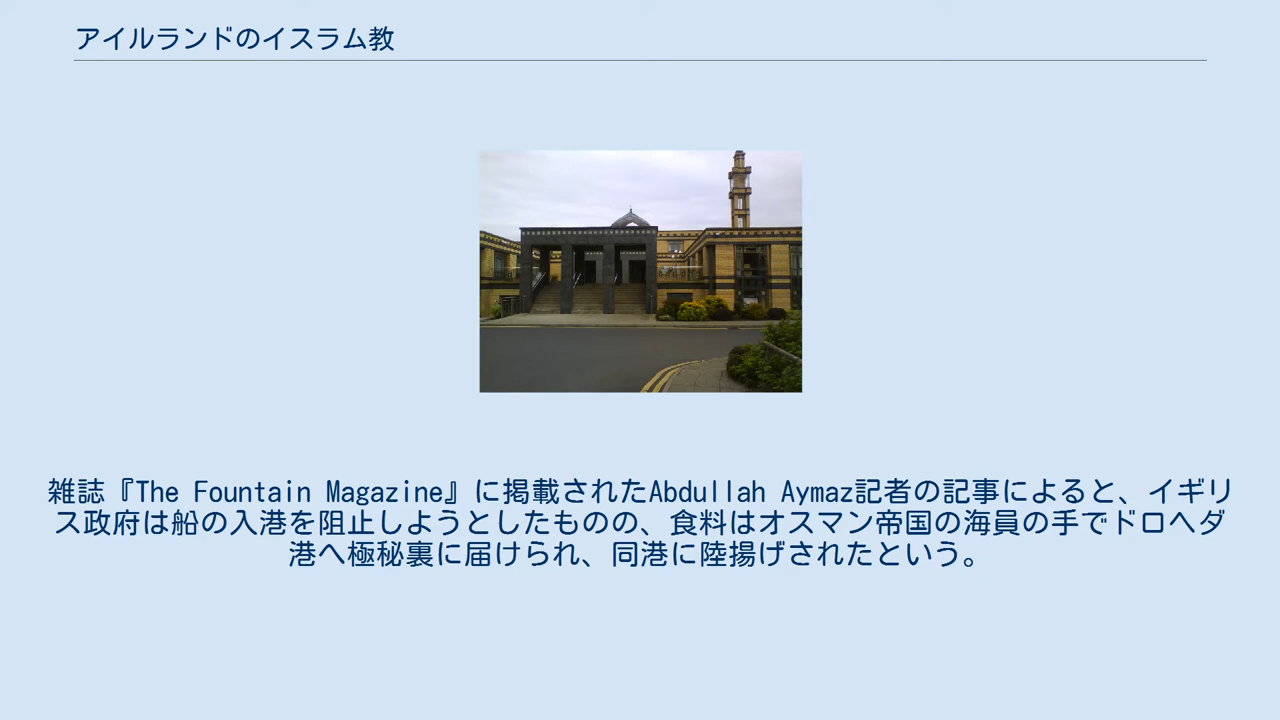 アイルランドのイスラム教
雑誌『The Fountain Magazine』に掲載されたAbdullah Aymaz記者の記事によると、イギリ
ス政府は船の入港を阻止しようとしたものの、食料はオスマン帝国の海員の手でドロヘダ
港へ極秘裏に届けられ、同港に陸揚げされたという。